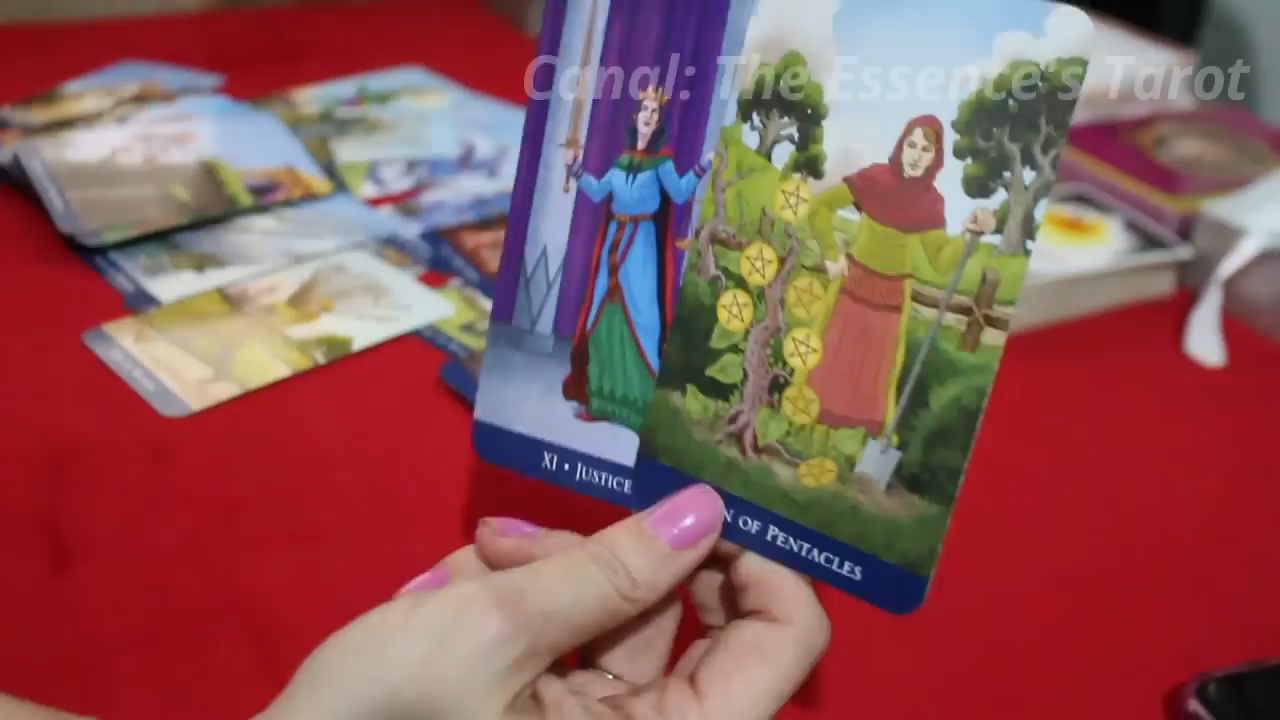 Canal: The Essence's Tarot
XI • JUSTICE
N OF PENTACLES